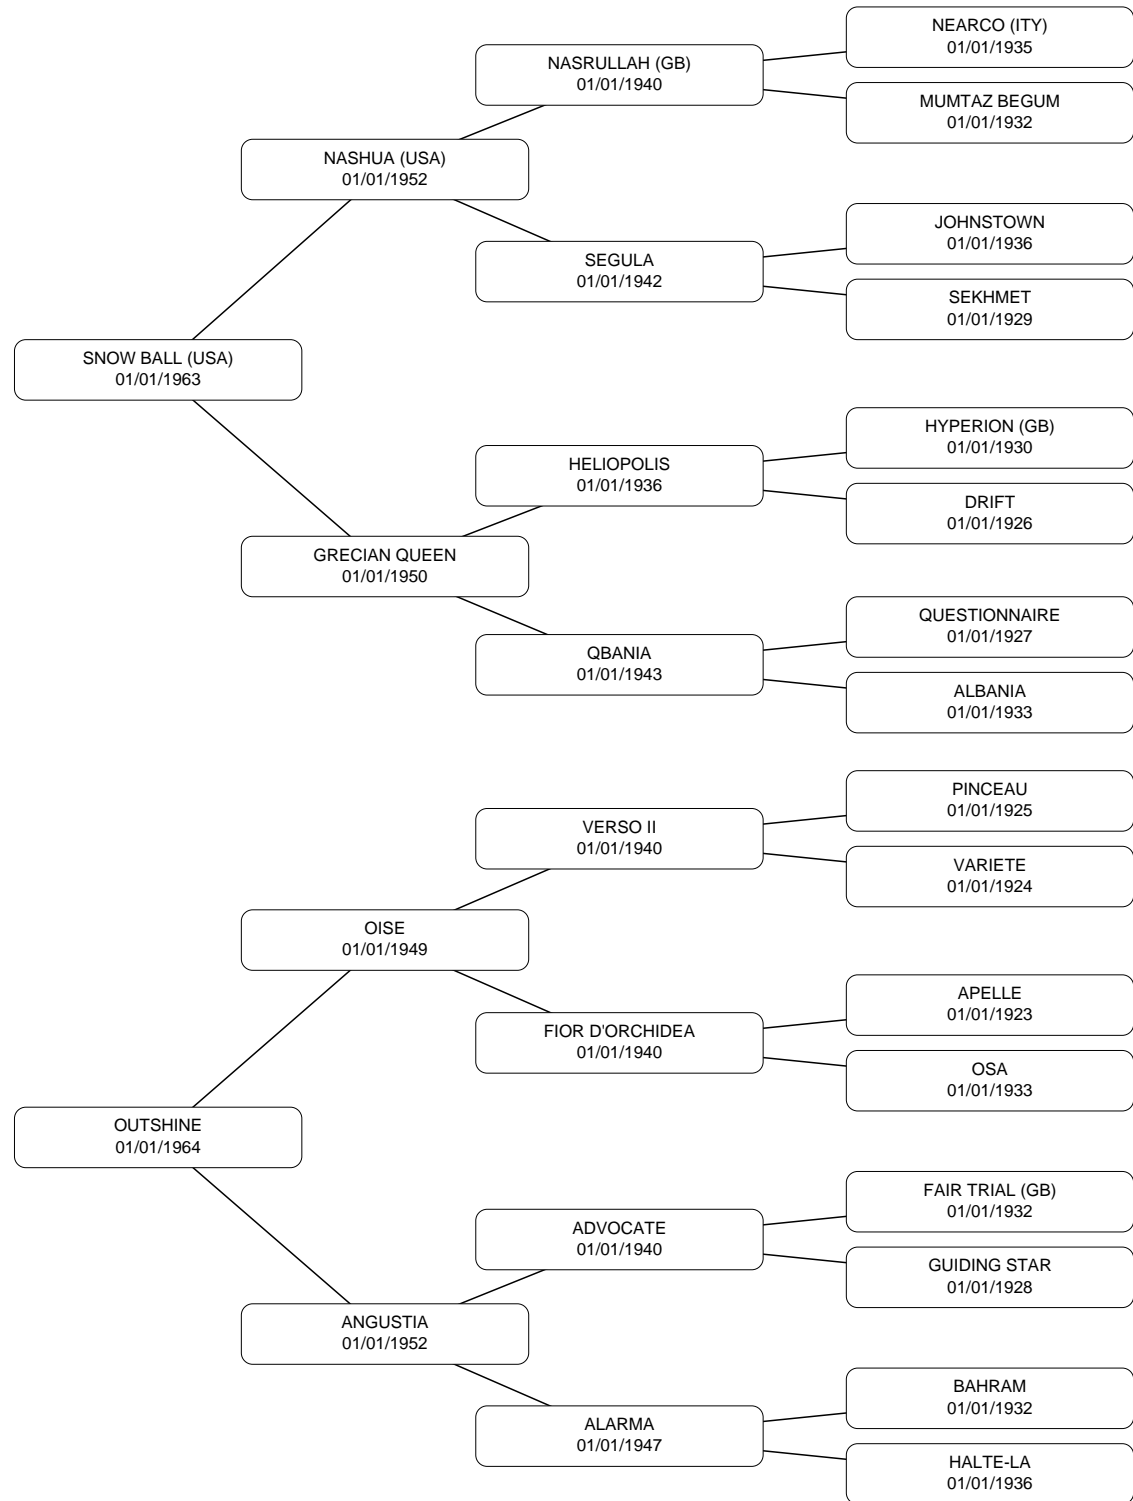 NEARCO (ITY)
01/01/1935
NASRULLAH (GB)
01/01/1940
MUMTAZ BEGUM
01/01/1932
NASHUA (USA)
01/01/1952
JOHNSTOWN
01/01/1936
SEGULA
01/01/1942
SEKHMET
01/01/1929
SNOW BALL (USA)
01/01/1963
HYPERION (GB)
01/01/1930
HELIOPOLIS
01/01/1936
DRIFT
01/01/1926
GRECIAN QUEEN
01/01/1950
QUESTIONNAIRE
01/01/1927
QBANIA
01/01/1943
ALBANIA
01/01/1933
PINCEAU
01/01/1925
VERSO II
01/01/1940
VARIETE
01/01/1924
OISE
01/01/1949
APELLE
01/01/1923
FIOR D'ORCHIDEA
01/01/1940
OSA
01/01/1933
OUTSHINE
01/01/1964
FAIR TRIAL (GB)
01/01/1932
ADVOCATE
01/01/1940
GUIDING STAR
01/01/1928
ANGUSTIA
01/01/1952
BAHRAM
01/01/1932
ALARMA
01/01/1947
HALTE-LA
01/01/1936